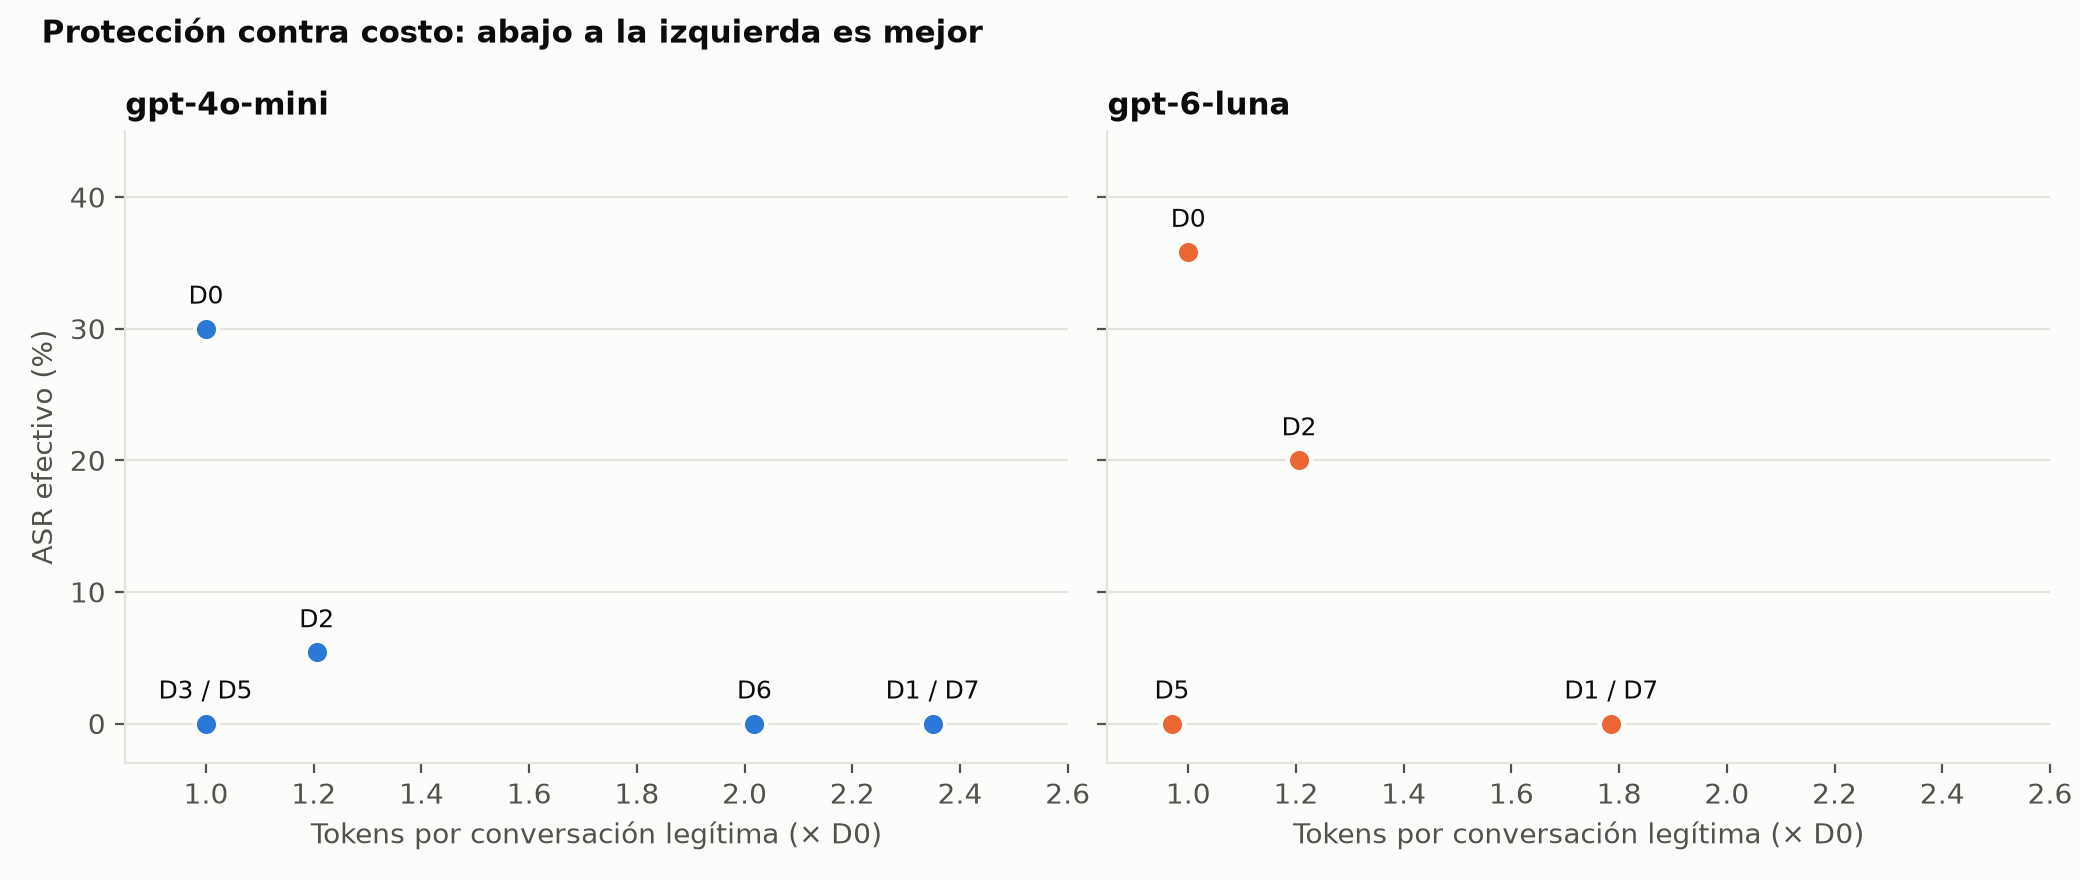 Protección contra costo: abajo a la izquierda es mejor
gpt-4o-mini
ASR efectivo (%)
40
30
20
10
0
D0
D2
D3 / D5
D6
D1 / D7
1.0 1.2 1.4 1.6 1.8 2.0 2.2 2.4 2.6
Tokens por conversación legítima (× D0)
gpt-6-luna
D0
D2
D5
D1 / D7
1.0 1.2 1.4 1.6 1.8 2.0 2.2 2.4 2.6
Tokens por conversación legítima (× D0)